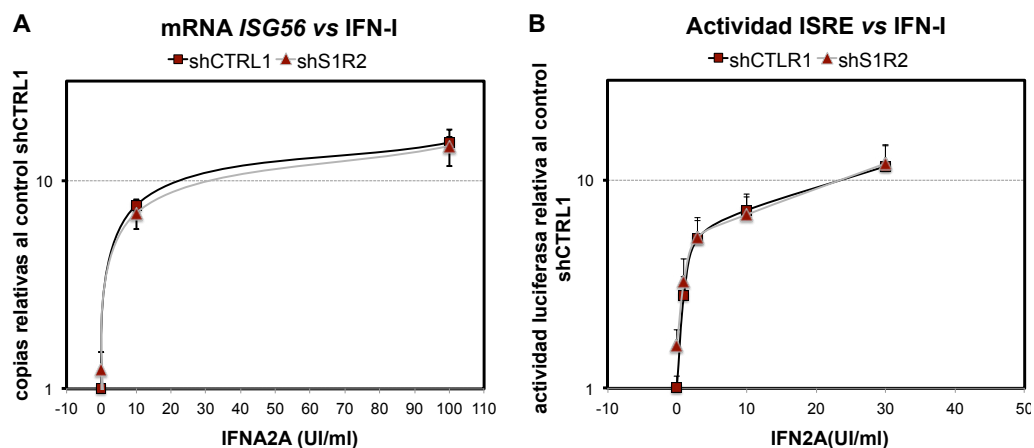 A
mRNA ISG56 vs IFN-I
shCTRL1 shS1R2
copias relativas al control shCTRL1
10
1
-10 0 10 20 30 40 50 60 70 80 90 100 110
IFNA2A (UI/ml)
B
Actividad ISRE vs IFN-I
shCTLR1 shS1R2
actividad luciferasa relativa al control
shCTRL1
10
1
-10 0 10 20 30 40 50
IFN2A(UI/ml)